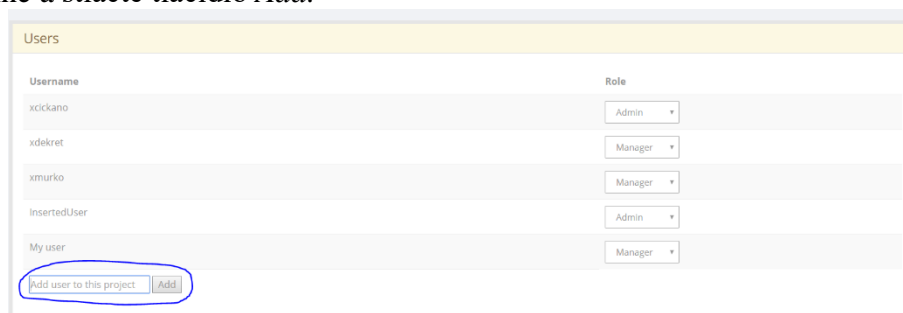 Users
Username Role
xcickano Admin
xdekret Manager
xmurko Manager
InsertedUser Admin
My user Manager
Add user to this project Add